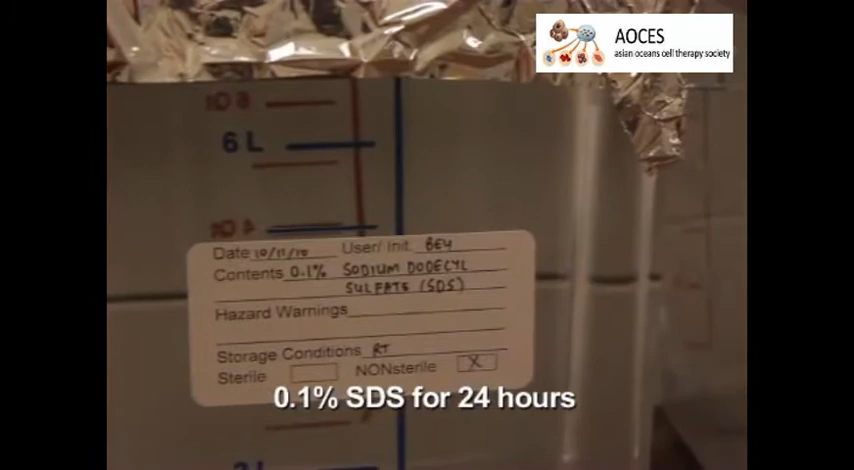 AOCES
asian oceans cell therapy society
6 L
Date 10/11/10 User/ Init. BEY
Contents 0.1% SODIUM DODECYL
SULFATE (SDS)
Hazard Warnings
Storage Conditions RT
Sterile NONsterile X
0.1% SDS for 24 hours